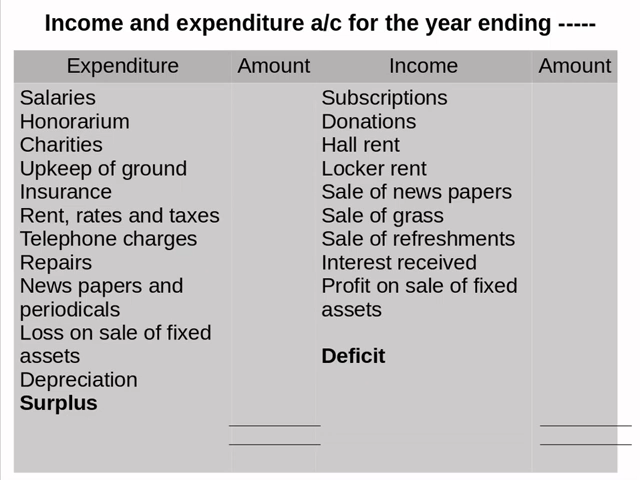 Income and expenditure a/c for the year ending -----
Expenditure Amount Income Amount
Salaries
Honorarium
Charities
Upkeep of ground
Insurance
Rent, rates and taxes
Telephone charges
Repairs
News papers and
periodicals
Loss on sale of fixed
assets
Depreciation
Surplus
Subscriptions
Donations
Hall rent
Locker rent
Sale of news papers
Sale of grass
Sale of refreshments
Interest received
Profit on sale of fixed
assets
Deficit